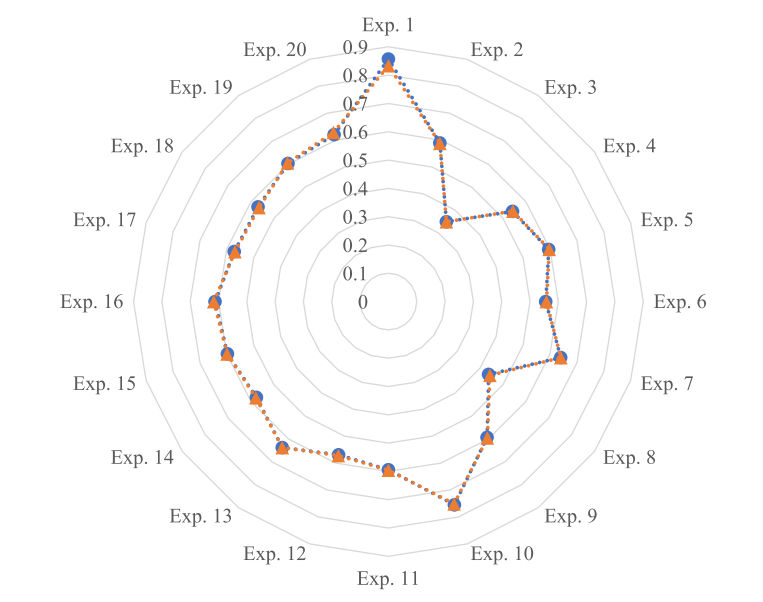 Exp. 1
Exp. 20
Exp. 2
0.9
0.8
Exp. 19
Exp. 3
0.7
0.6
Exp. 18
Exp. 4
0.5
0.4
Exp. 17
Exp. 5
0.3
0.2
0.1
Exp. 16
0
Exp. 6
Exp. 15
Exp. 7
Exp. 14
Exp. 8
Exp. 13
Exp. 9
Exp. 12
Exp. 10
Exp. 11